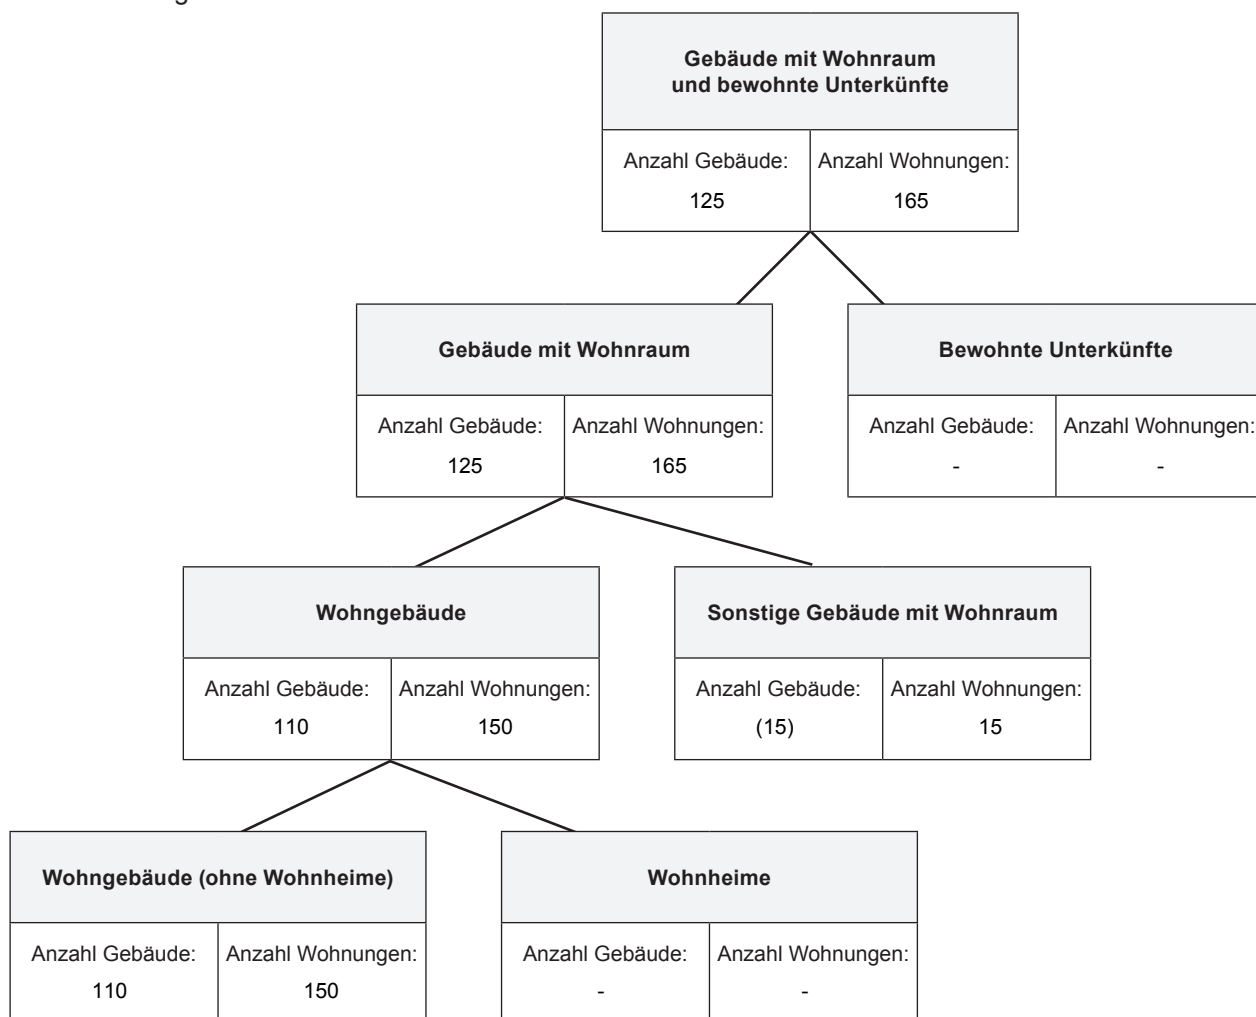 Gebäude mit Wohnraum
und bewohnte Unterkünfte
Anzahl Gebäude: Anzahl Wohnungen:
125 165
Gebäude mit Wohnraum
Anzahl Gebäude: Anzahl Wohnungen:
125 165
Bewohnte Unterkünfte
Anzahl Gebäude: Anzahl Wohnungen:
- -
Wohngebäude
Anzahl Gebäude: Anzahl Wohnungen:
110 150
Sonstige Gebäude mit Wohnraum
Anzahl Gebäude: Anzahl Wohnungen:
(15) 15
Wohngebäude (ohne Wohnheime)
Anzahl Gebäude: Anzahl Wohnungen:
110 150
Wohnheime
Anzahl Gebäude: Anzahl Wohnungen:
- -